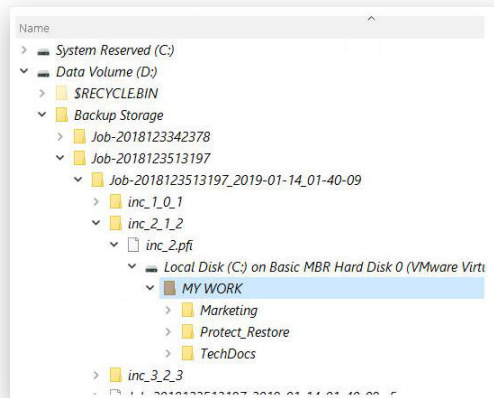 Name
System Reserved (C:)
Data Volume (D:)
$RECYCLE.BIN
Backup Storage
Job-2018123342378
Job-2018123513197
Job-2018123513197_2019-01-14_01-40-09
inc_1_0_1
inc_2_1_2
inc_2.pfi
Local Disk (C:) on Basic MBR Hard Disk 0 (VMware Virtu
MY WORK
Marketing
Protect_Restore
TechDocs
inc_3_2_3